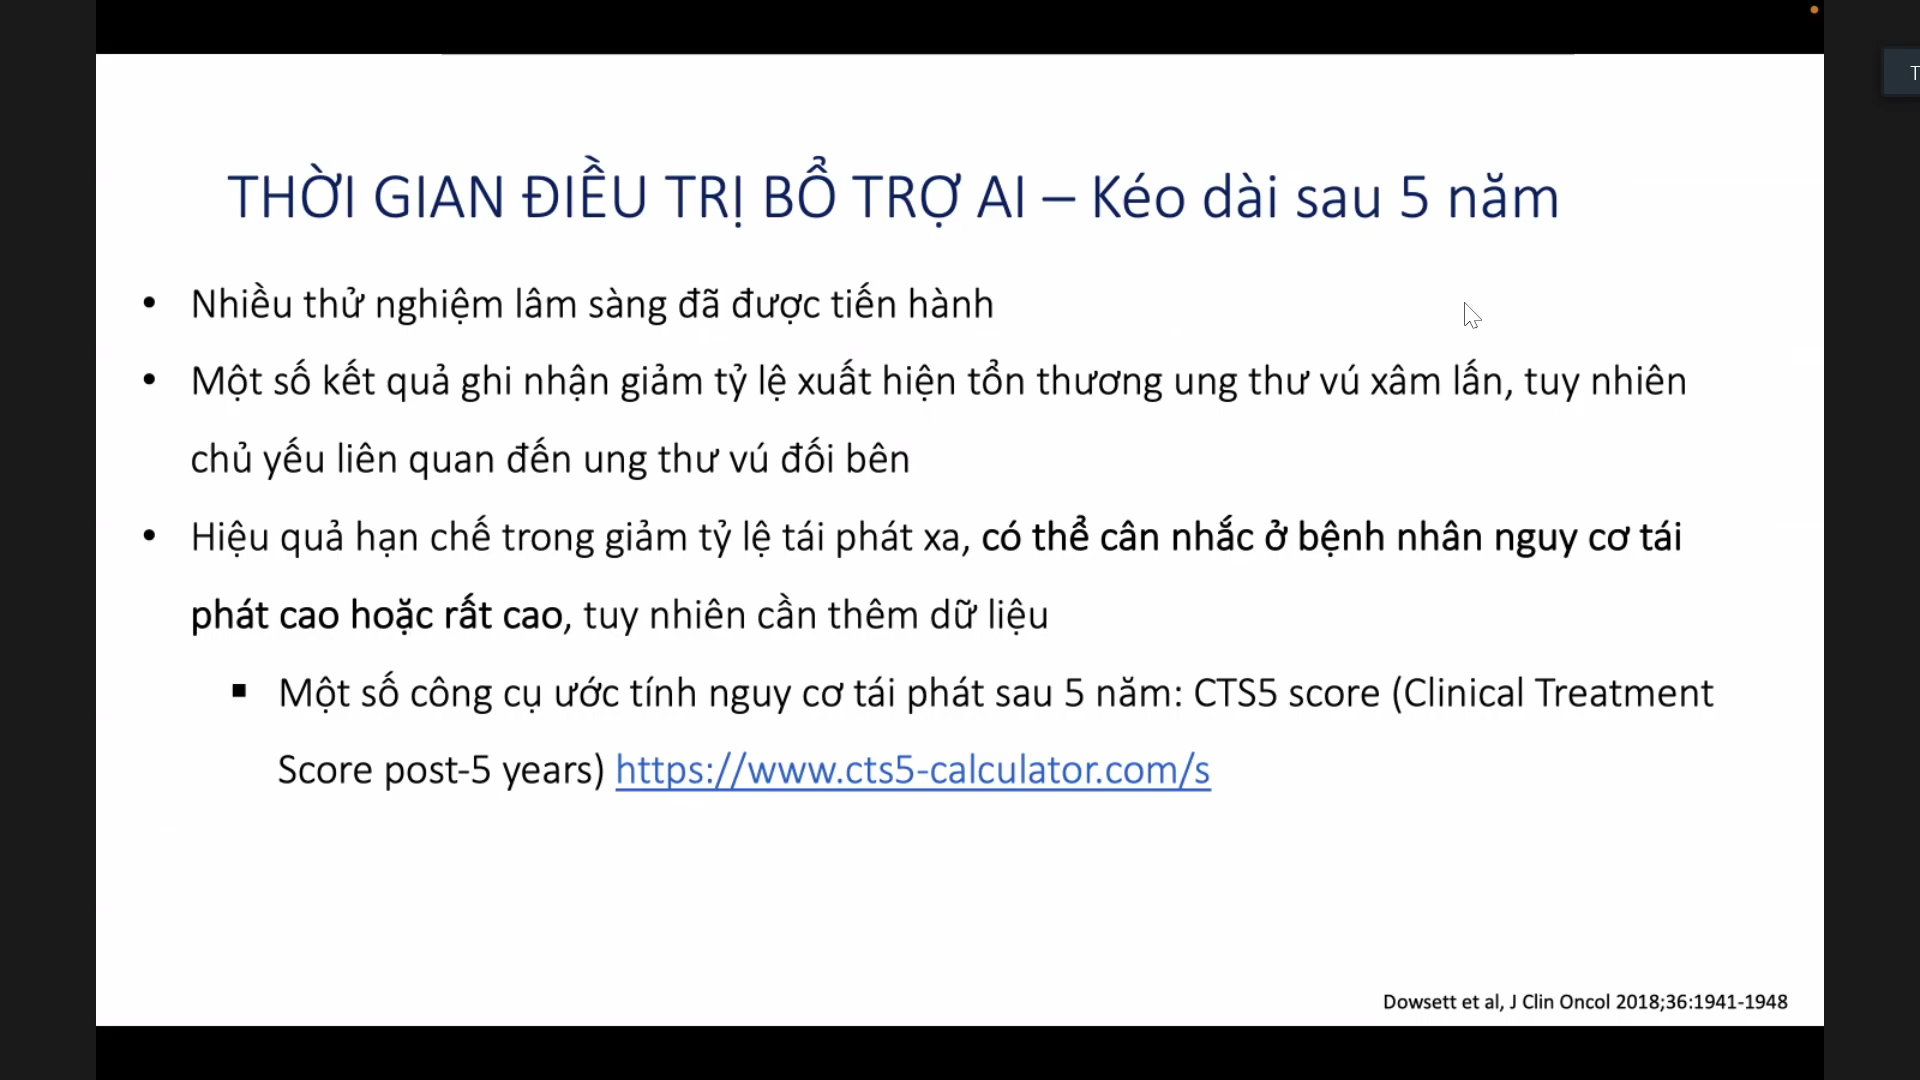 T
THỜI GIAN ĐIỀU TRỊ BỔ TRỢ AI – Kéo dài sau 5 năm
• Nhiều thử nghiệm lâm sàng đã được tiến hành
• Một số kết quả ghi nhận giảm tỷ lệ xuất hiện tổn thương ung thư vú xâm lấn, tuy nhiên
chủ yếu liên quan đến ung thư vú đối bên
• Hiệu quả hạn chế trong giảm tỷ lệ tái phát xa, có thể cân nhắc ở bệnh nhân nguy cơ tái
phát cao hoặc rất cao, tuy nhiên cần thêm dữ liệu
▪ Một số công cụ ước tính nguy cơ tái phát sau 5 năm: CTS5 score (Clinical Treatment
Score post-5 years) https://www.cts5-calculator.com/s
Dowsett et al, J Clin Oncol 2018;36:1941-1948